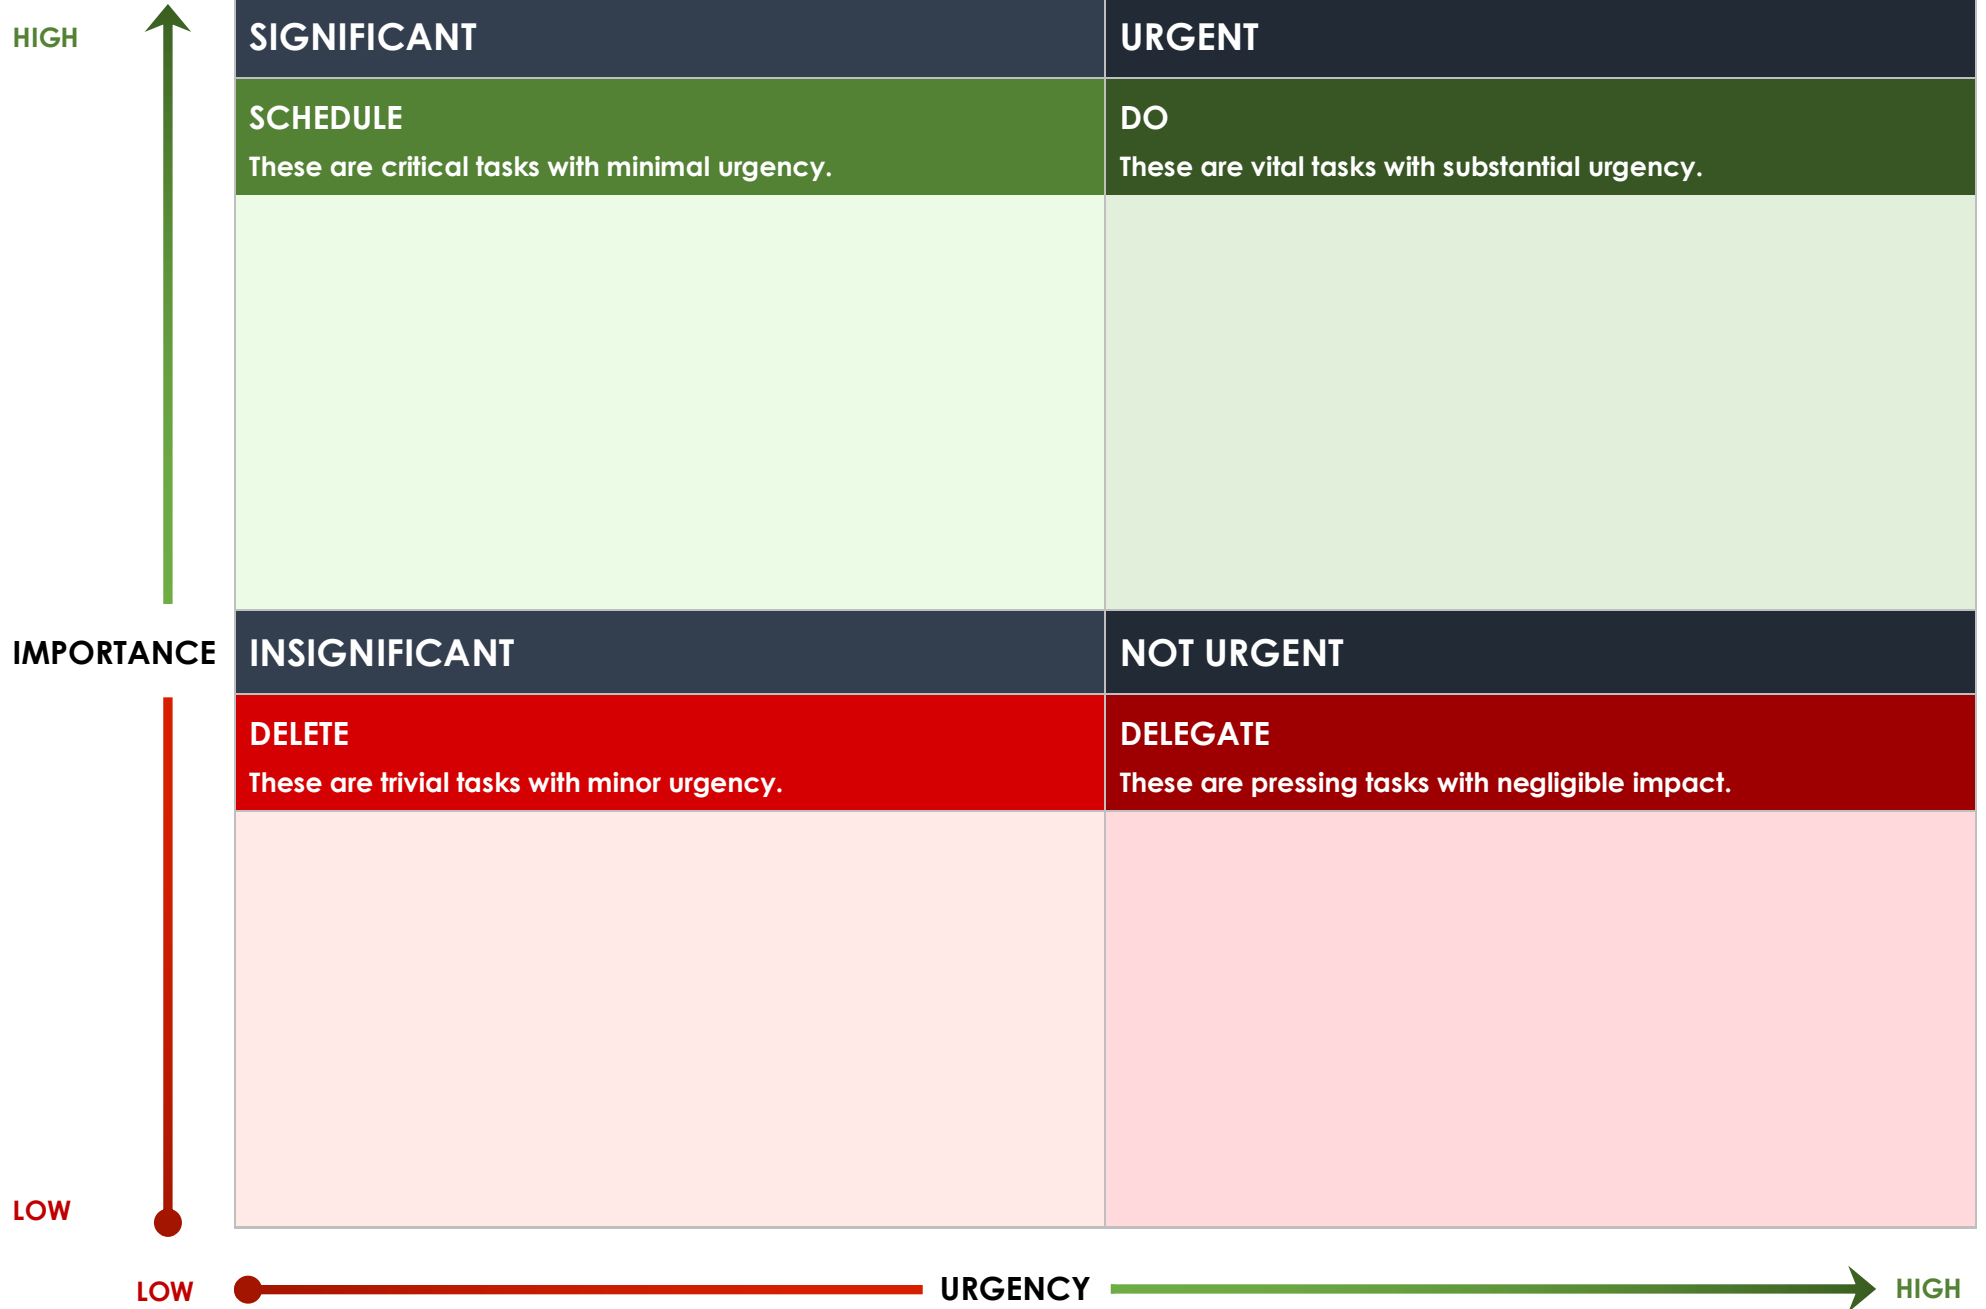 HIGH
SIGNIFICANT
URGENT
SCHEDULE
These are critical tasks with minimal urgency.
DO
These are vital tasks with substantial urgency.
IMPORTANCE
INSIGNIFICANT
NOT URGENT
DELETE
These are trivial tasks with minor urgency.
DELEGATE
These are pressing tasks with negligible impact.
LOW
LOW
URGENCY
HIGH